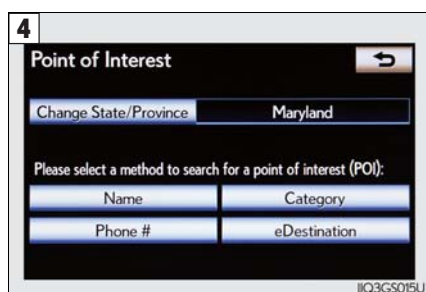 4
Point of Interest
Change State/Province Maryland
Please select a method to search for a point of interest (POI):
Name Category
Phone # eDestination
IIQ3GS015U